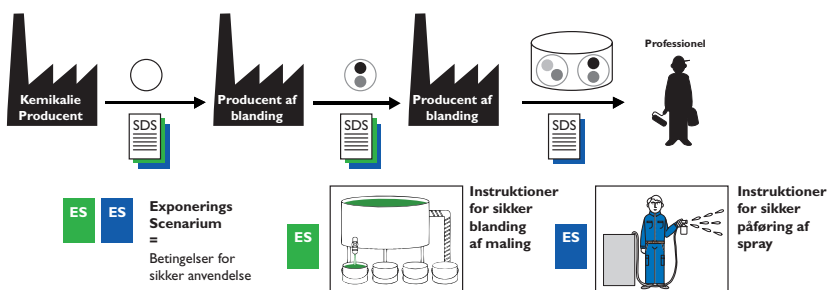 Kemikalie
Producent
SDS
Producent af
blanding
SDS
Producent af
blanding
SDS
Professionel
ES
ES
Exponerings
Scenarium
=
Betingelser for
sikker anvendelse
ES
Instruktioner
for sikker
blanding
af maling
ES
Instruktioner
for sikker
påføring af
spray